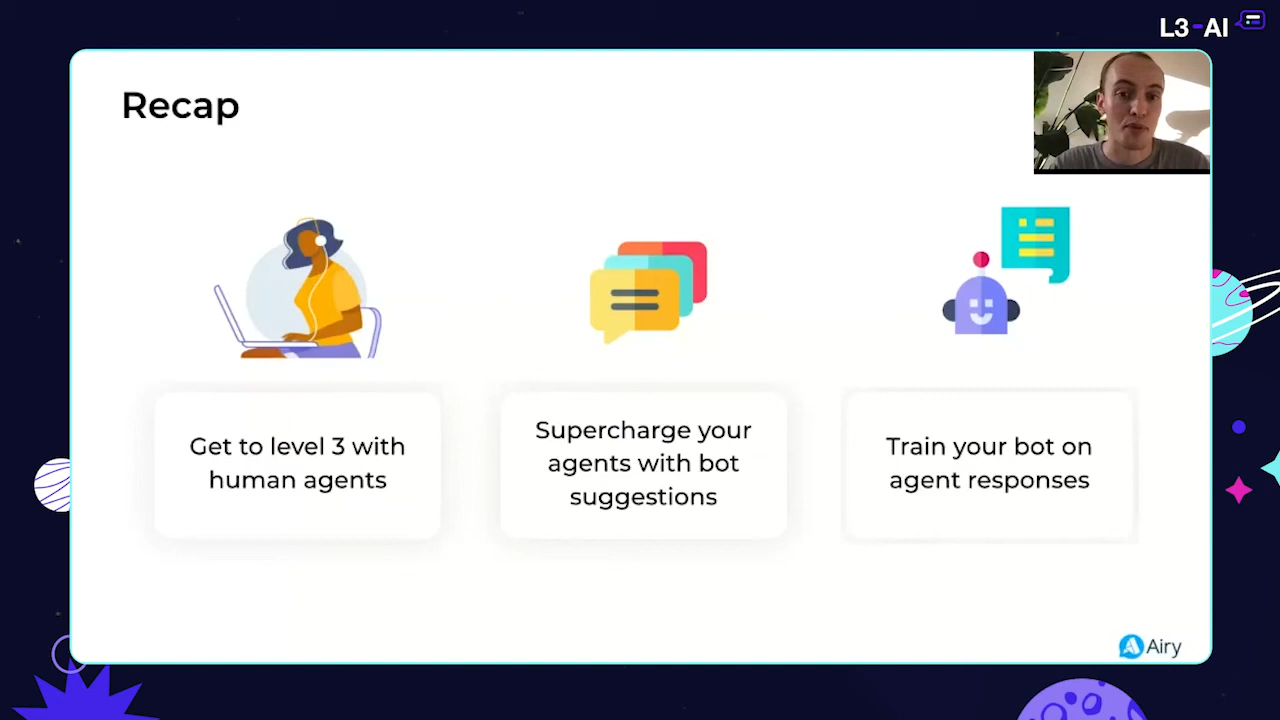 L3-AI
Recap
Get to level 3 with
human agents
Supercharge your
agents with bot
suggestions
Train your bot on
agent responses
Airy